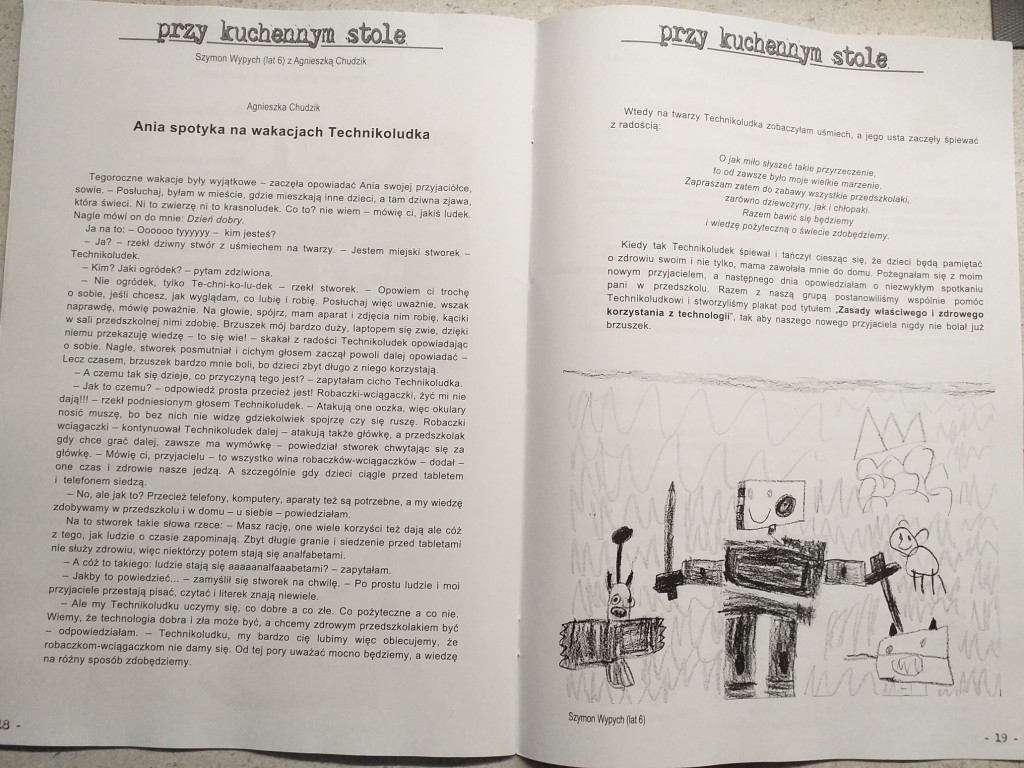 przy kuchennym stole
Szymon Wypych (lat 6) z Agnieszką Chudzik
Agnieszka Chudzik
Ania spotyka na wakacjach Technikoludka
Tegoroczne wakacje były wyjątkowe – zaczęła opowiadać Ania swojej przyjaciółce,
sowie. – Posłuchaj, byłam w mieście, gdzie mieszkają inne dzieci, a tam dziwna zjawa,
która świeci. Ni to zwierzę ni to krasnoludek. Co to? nie wiem – mówię ci, jakiś ludek.
Nagle mówi on do mnie: Dzień dobry.
Ja na to: – Oooooo tyyyyyy – kim jesteś?
– Ja? – rzekł dziwny stwór z uśmiechem na twarzy. – Jestem miejski stworek –
Technikoludek.
– Kim? Jaki ogródek? – pytam zdziwiona.
– Nie ogródek, tylko Te-chni-ko-lu-dek – rzekł stworek. – Opowiem ci trochę
o sobie, jeśli chcesz, jak wyglądam, co lubię i robię. Posłuchaj więc uważnie, wszak
naprawdę, mówię poważnie. Na głowie, spójrz, mam aparat i zdjęcia nim robię, kąciki
w sali przedszkolnej nimi zdobię. Brzuszek mój bardzo duży, laptopem się zwie, dzięki
niemu przekazuję wiedzę – to się wie! – skakał z radości Technikoludek opowiadając
o sobie. Nagle, stworek posmutniał i cichym głosem zaczął powoli dalej opowiadać –
Lecz czasem, brzuszek bardzo mnie boli, bo dzieci zbyt długo z niego korzystają.
– A czemu tak się dzieje, co przyczyną tego jest? – zapytałam cicho Technikoludka.
– Jak to czemu? – odpowiedź prosta przecież jest! Robaczki-wciągaczki, żyć mi nie
dają!!! – rzekł podniesionym głosem Technikoludek. – Atakują one oczka, więc okulary
nosić muszę, bo bez nich nie widzę gdziekolwiek spojrzę czy się ruszę. Robaczki
wciągaczki – kontynuował Technikoludek dalej – atakują także główkę, a przedszkolak
gdy chce grać dalej, zawsze ma wymówkę – powiedział stworek chwytając się za
główkę. – Mówię ci, przyjacielu – to wszystko wina robaczków-wciągaczków – dodał –
one czas i zdrowie nasze jedzą. A szczególnie gdy dzieci ciągle przed tabletem
i telefonem siedzą.
– No, ale jak to? Przecież telefony, komputery, aparaty też są potrzebne, a my wiedzę
zdobywamy w przedszkolu i w domu – u siebie – powiedziałam.
Na to stworek takie słowa rzece: – Masz rację, one wiele korzyści też dają ale cóż
z tego, jak ludzie o czasie zapominają. Zbyt długie granie i siedzenie przed tabletami
nie służy zdrowiu, więc niektórzy potem stają się analfabetami.
– A cóż to takiego: ludzie stają się aaaaanalfaaabetami? – zapytałam.
– Jakby to powiedzieć... – zamyślił się stworek na chwilę. – Po prostu ludzie i moi
przyjaciele przestają pisać, czytać i literek znają niewiele.
– Ale my Technikoludku uczymy się, co dobre a co złe. Co pożyteczne a co nie.
Wiemy, że technologia dobra i zła może być, a chcemy zdrowym przedszkolakiem być
– odpowiedziałam. – Technikoludku, my bardzo cię lubimy więc obiecujemy, że
robaczkom-wciągaczkom nie damy się. Od tej pory uważać mocno będziemy, a wiedzę
na różny sposób zdobędziemy.
18 -
przy kuchennym stole
Wtedy na twarzy Technikoludka zobaczyłam uśmiech, a jego usta zaczęły śpiewać
z radością:
O jak miło słyszeć takie przyrzeczenie,
to od zawsze było moje wielkie marzenie.
Zapraszam zatem do zabawy wszystkie przedszkolaki,
zarówno dziewczyny, jak i chłopaki.
Razem bawić się będziemy
i wiedzę pożyteczną o świecie zdobędziemy.
Kiedy tak Technikoludek śpiewał i tańczył ciesząc się, że dzieci będą pamiętać
o zdrowiu swoim i nie tylko, mama zawołała mnie do domu. Pożegnałam się z moim
nowym przyjacielem, a następnego dnia opowiedziałam o niezwykłym spotkaniu
pani w przedszkolu. Razem z naszą grupą postanowiliśmy wspólnie pomóc
Technikoludkowi i stworzyliśmy plakat pod tytułem „Zasady właściwego i zdrowego
korzystania z technologii”, tak aby naszego nowego przyjaciela nigdy nie bolał już
brzuszek.
Szymon Wypych (lat 6)
- 19 -